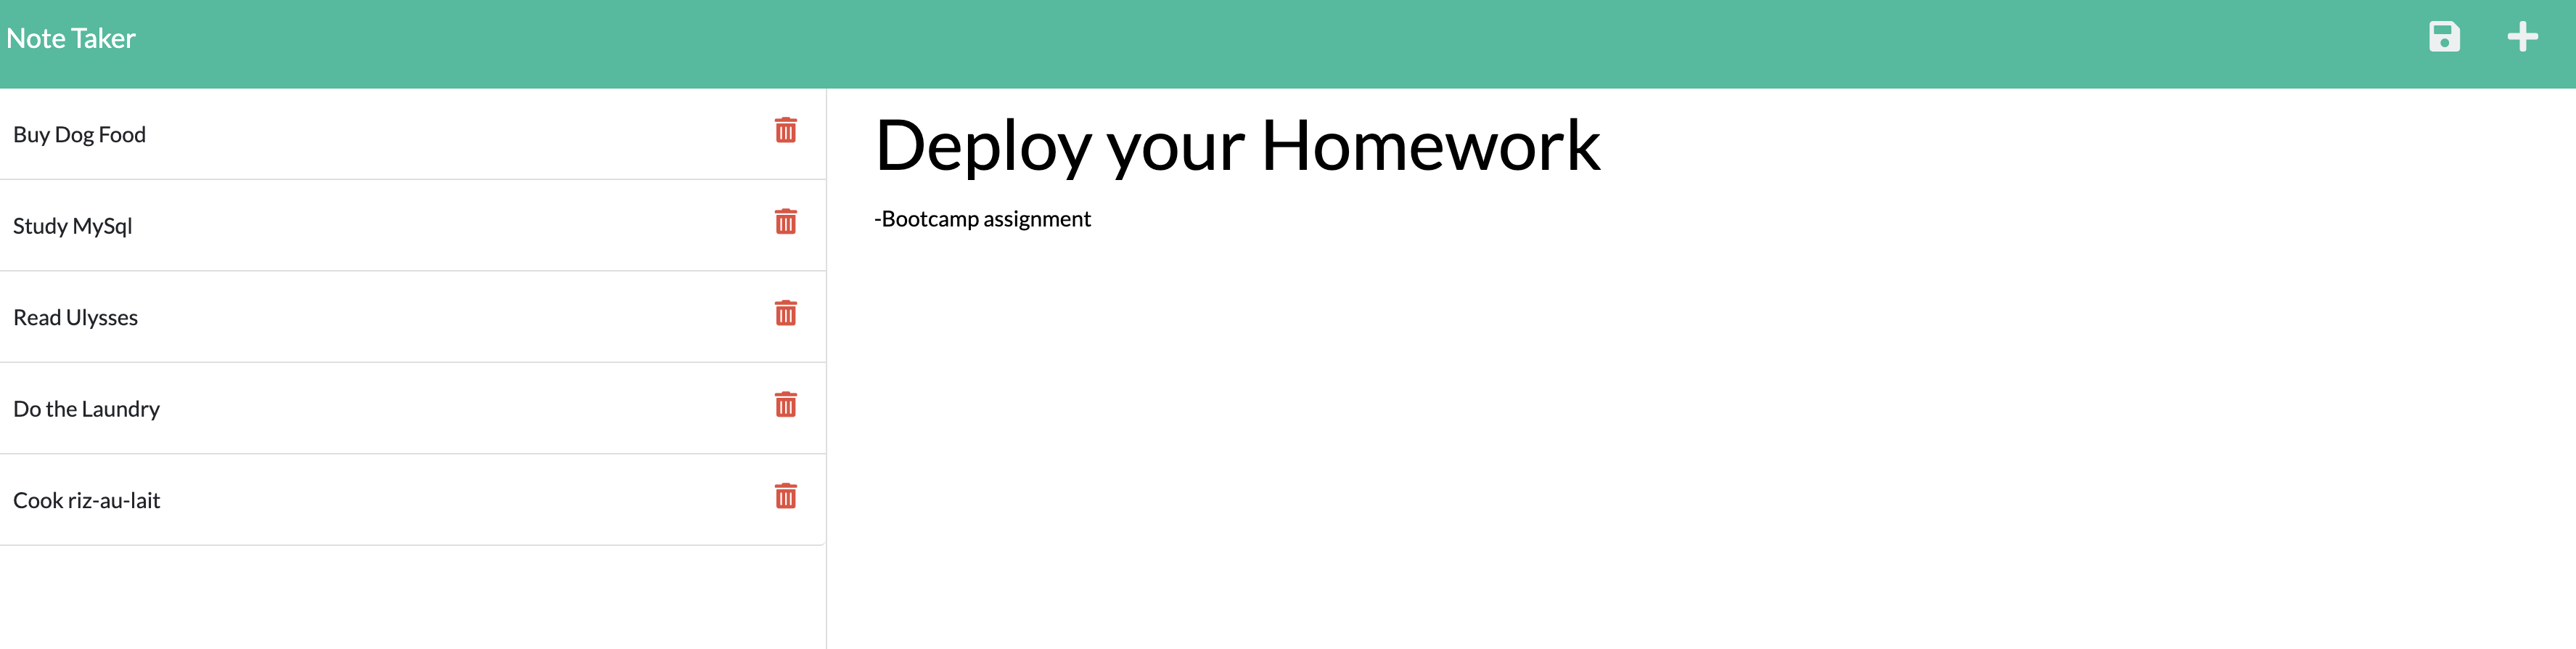 Note Taker
Buy Dog Food
Study MySql
Read Ulysses
Do the Laundry
Cook riz-au-lait
Deploy your Homework
-Bootcamp assignment